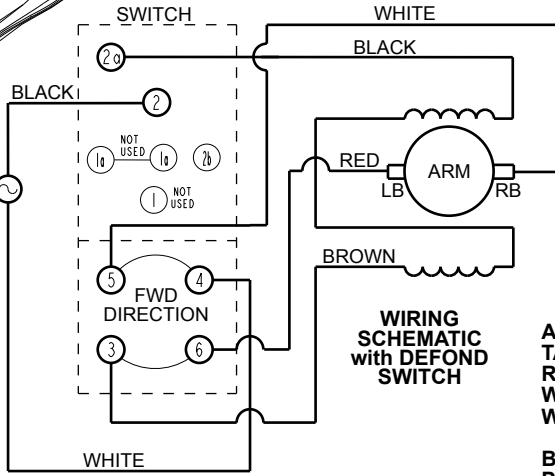 SWITCH
WHITE
BLACK
2a
BLACK
2
NOT
USED
1a
1a
2b
RED
ARM
LB
RB
1
NOT
USED
BROWN
5
4
FWD
DIRECTION
3
6
WIRING
SCHEMATIC
with DEFOND
SWITCH
WHITE
A
TA
R
W
W
B